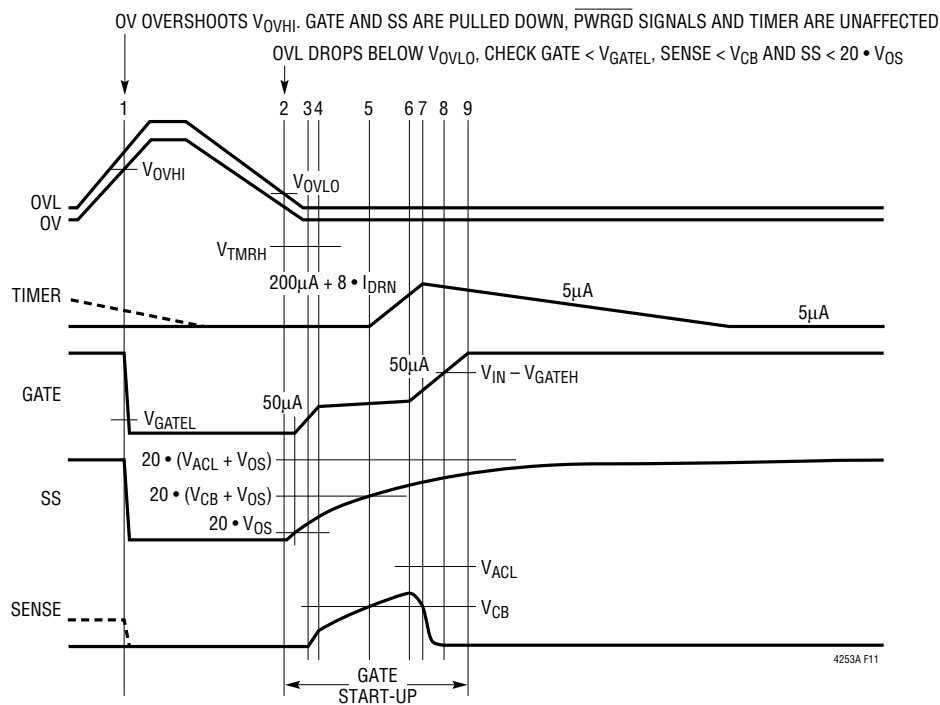 OV OVERSHOOTS VOVHI. GATE AND SS ARE PULLED DOWN, PWRGD SIGNALS AND TIMER ARE UNAFFECTED
OVL DROPS BELOW VOVLO, CHECK GATE < VGATEL, SENSE < VCB AND SS < 20 • VOS
1 2 3 4 5 6 7 8 9
VOVHI
VOVLO
OVL
OV
VTMRH
200µA + 8 • IDRN
TIMER
5µA
5µA
50µA
VIN – VGATEH
GATE
50µA
VGATEL
20 • (VACL + VOS)
SS
20 • (VCB + VOS)
20 • VOS
VACL
SENSE
VCB
4253A F11
GATE
START-UP